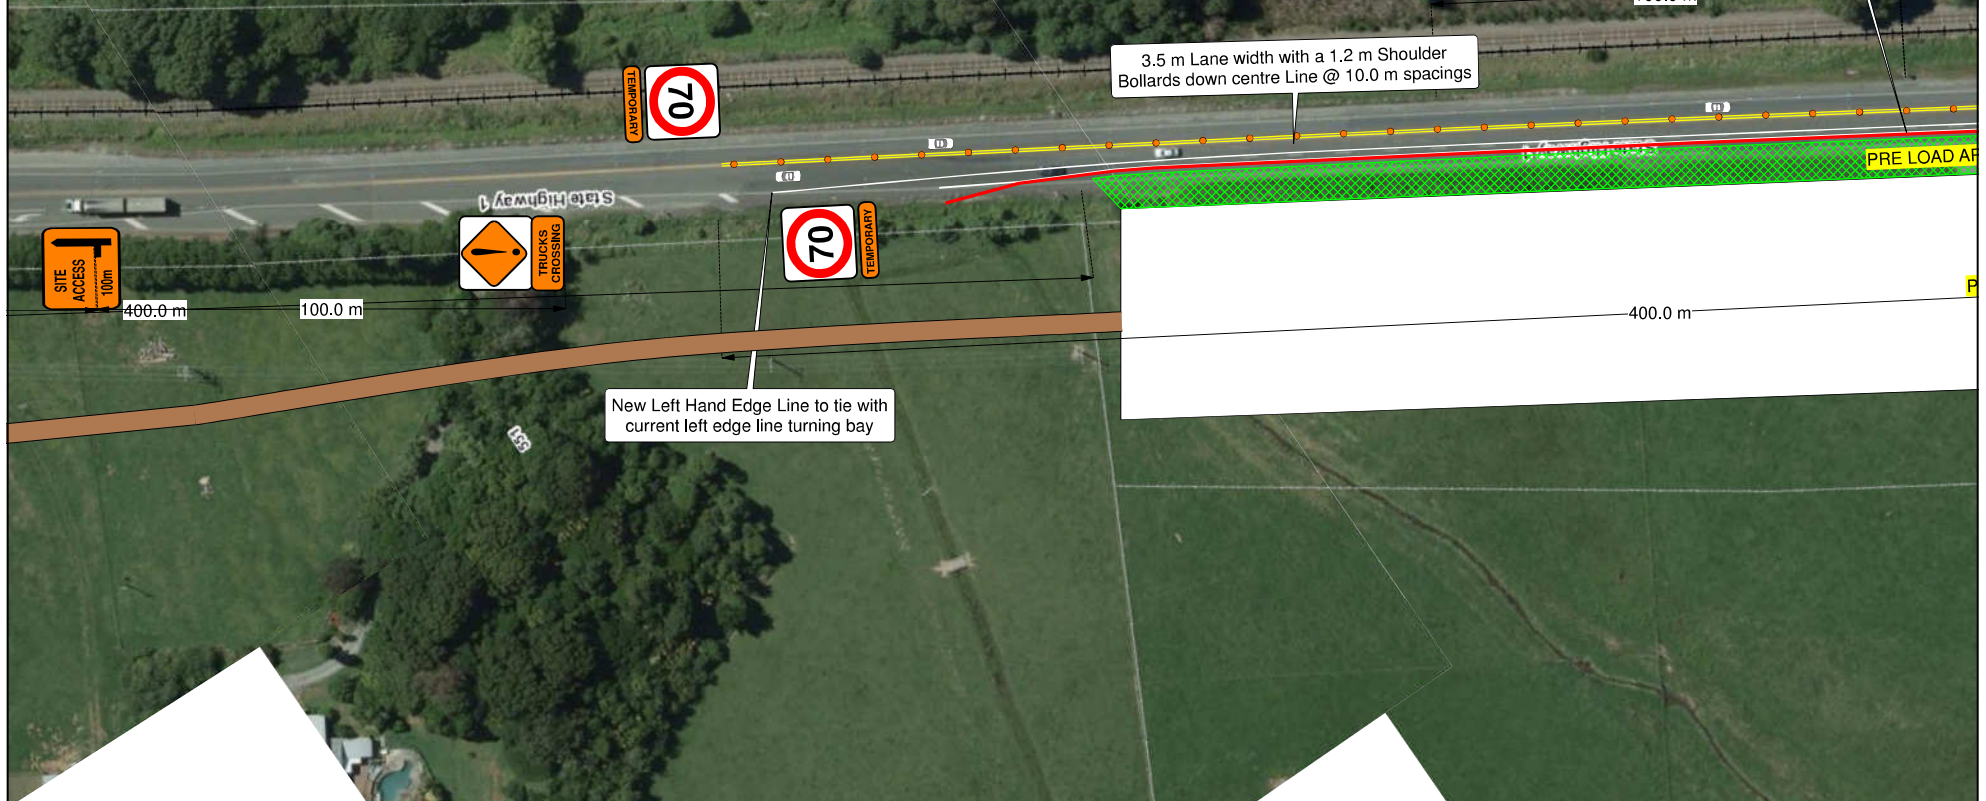 3.5 m Lane width with a 1.2 m Shoulder
Bollards down centre Line @ 10.0 m spacings
TEMPORARY
70
PRE LOAD AR
State Highway 1
SITE
ACCESS
100m
TRUCKS
CROSSING
70
TEMPORARY
400.0 m
100.0 m
400.0 m
P
New Left Hand Edge Line to tie with
current left edge line turning bay
531